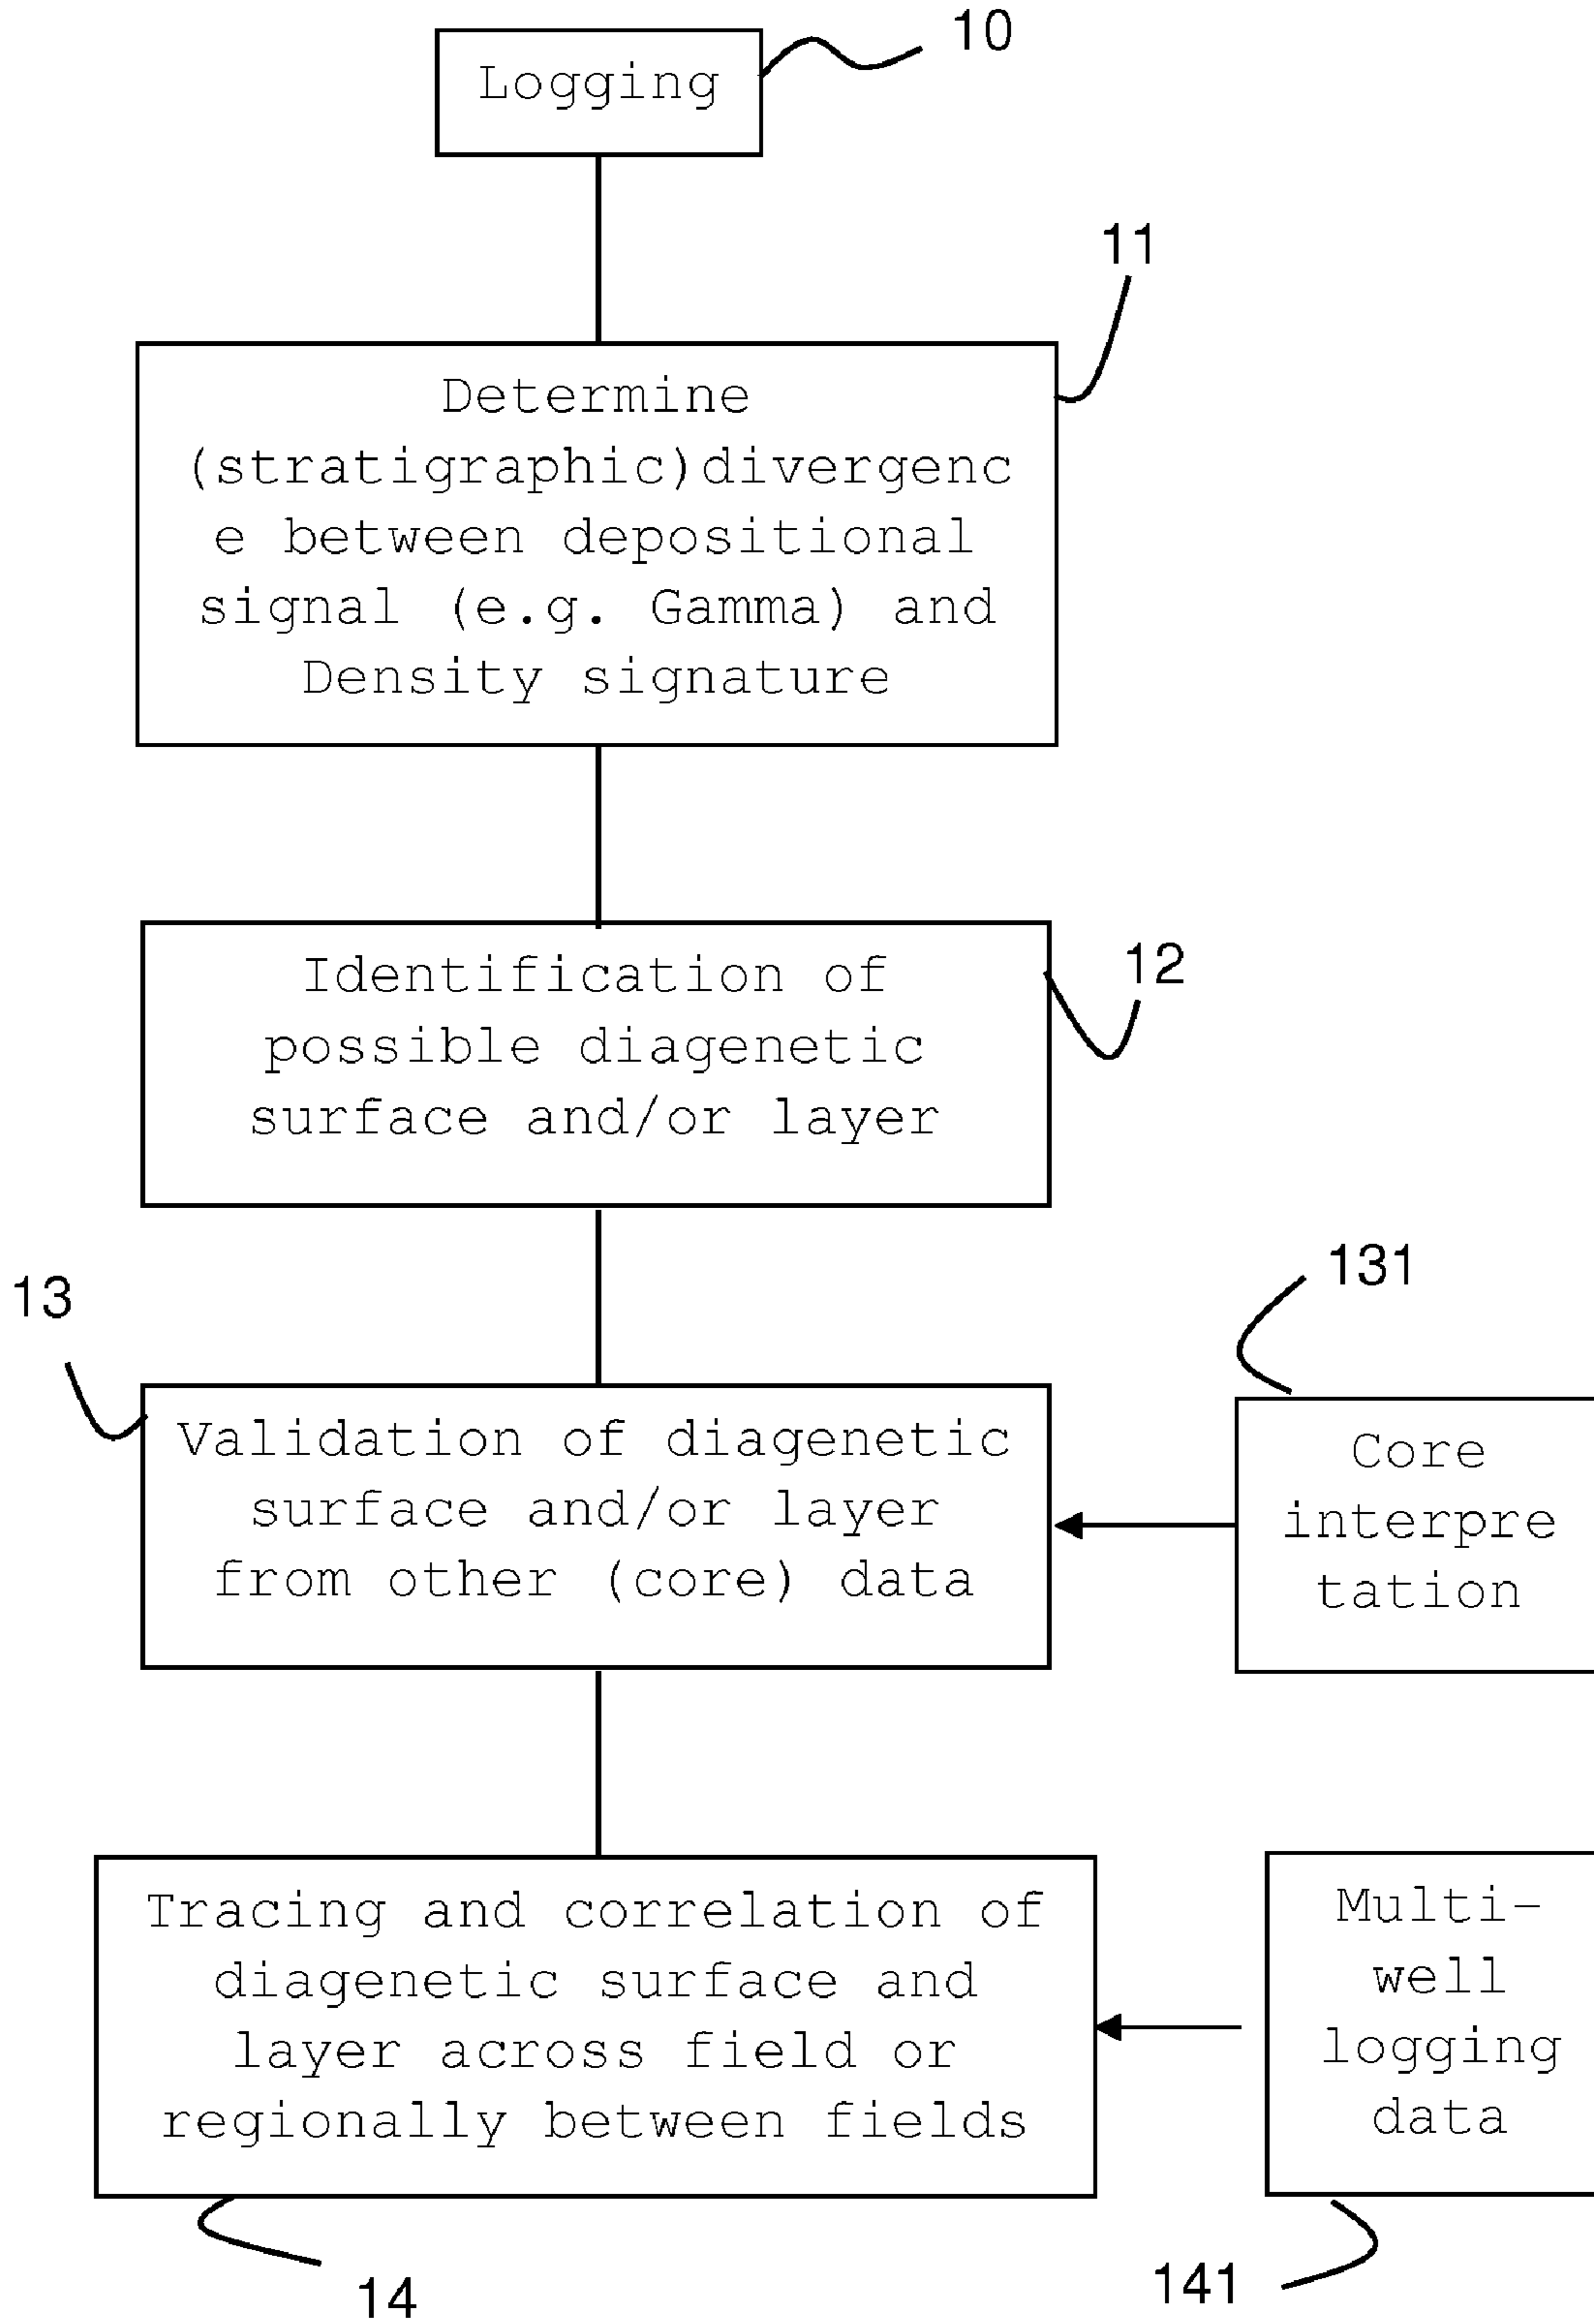 10
Logging
11
Determine
(stratigraphic)divergenc
e between depositional
signal (e.g. Gamma) and
Density signature
12
Identification of
possible diagenetic
surface and/or layer
13
131
Validation of diagenetic
surface and/or layer
from other (core) data
Core
interpre
tation
Tracing and correlation of
diagenetic surface and
layer across field or
regionally between fields
Multi-
well
logging
data
14
141